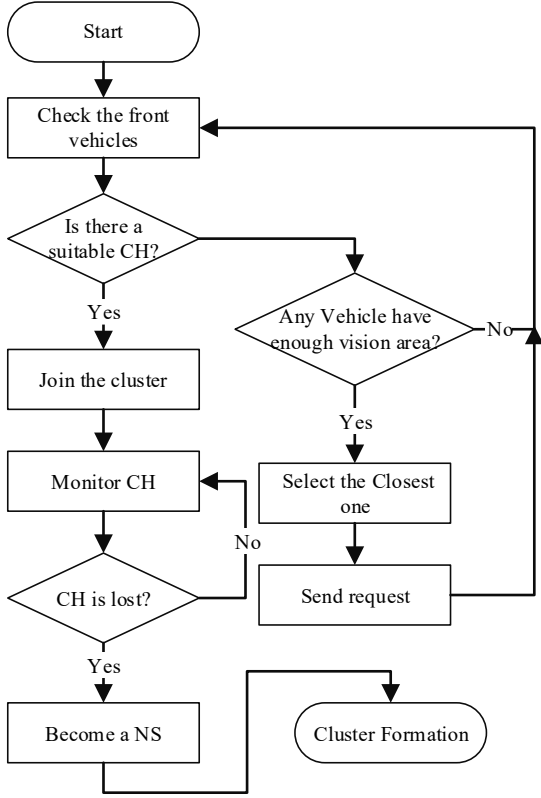 Start
Check the front
vehicles
Is there a
suitable CH?
Yes
Any Vehicle have
enough vision area?
No
Join the cluster
Yes
Monitor CH
Select the Closest
one
No
CH is lost?
Send request
Yes
Become a NS
Cluster Formation